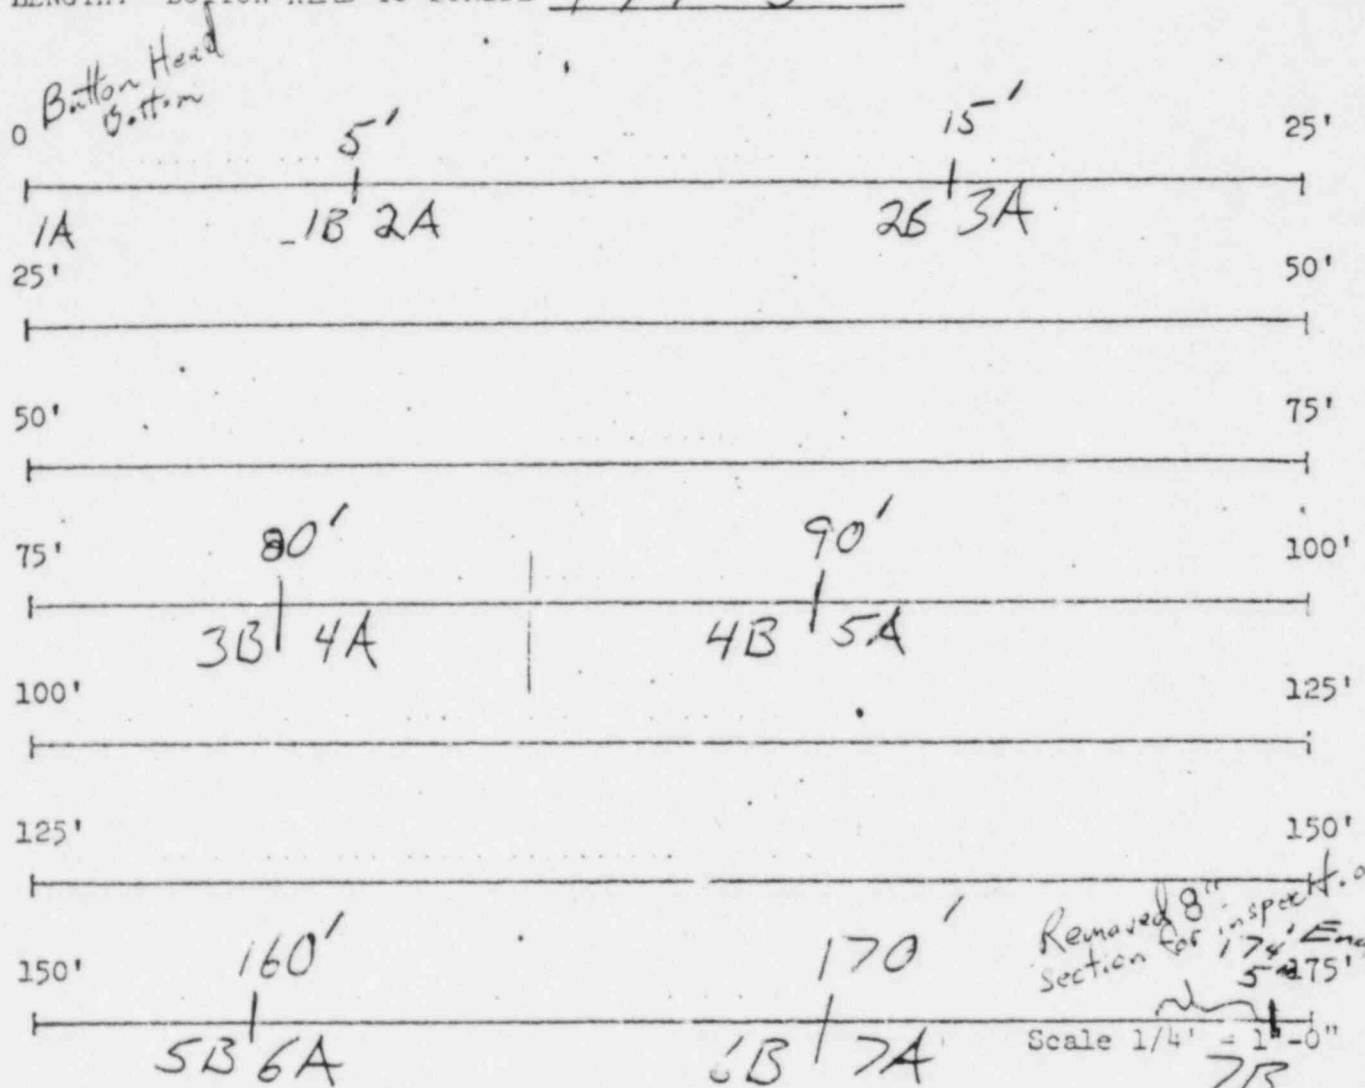 Button Head
Bottom
0 5' 15' 25'
1A 1B 2A 2B 3A
25' 50'
50' 75'
75' 80' 90' 100'
3B 4A 4B 5A
100' 125'
125' 150'
Removed 8"
section for inspection
174' End
150' 160' 170' 5" 175'
Scale 1/4' = 1'-0"
5B 6A 6B 7A 7B